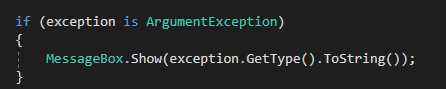 if (exception is ArgumentException)
{
    MessageBox.Show(exception.GetType().ToString());
}